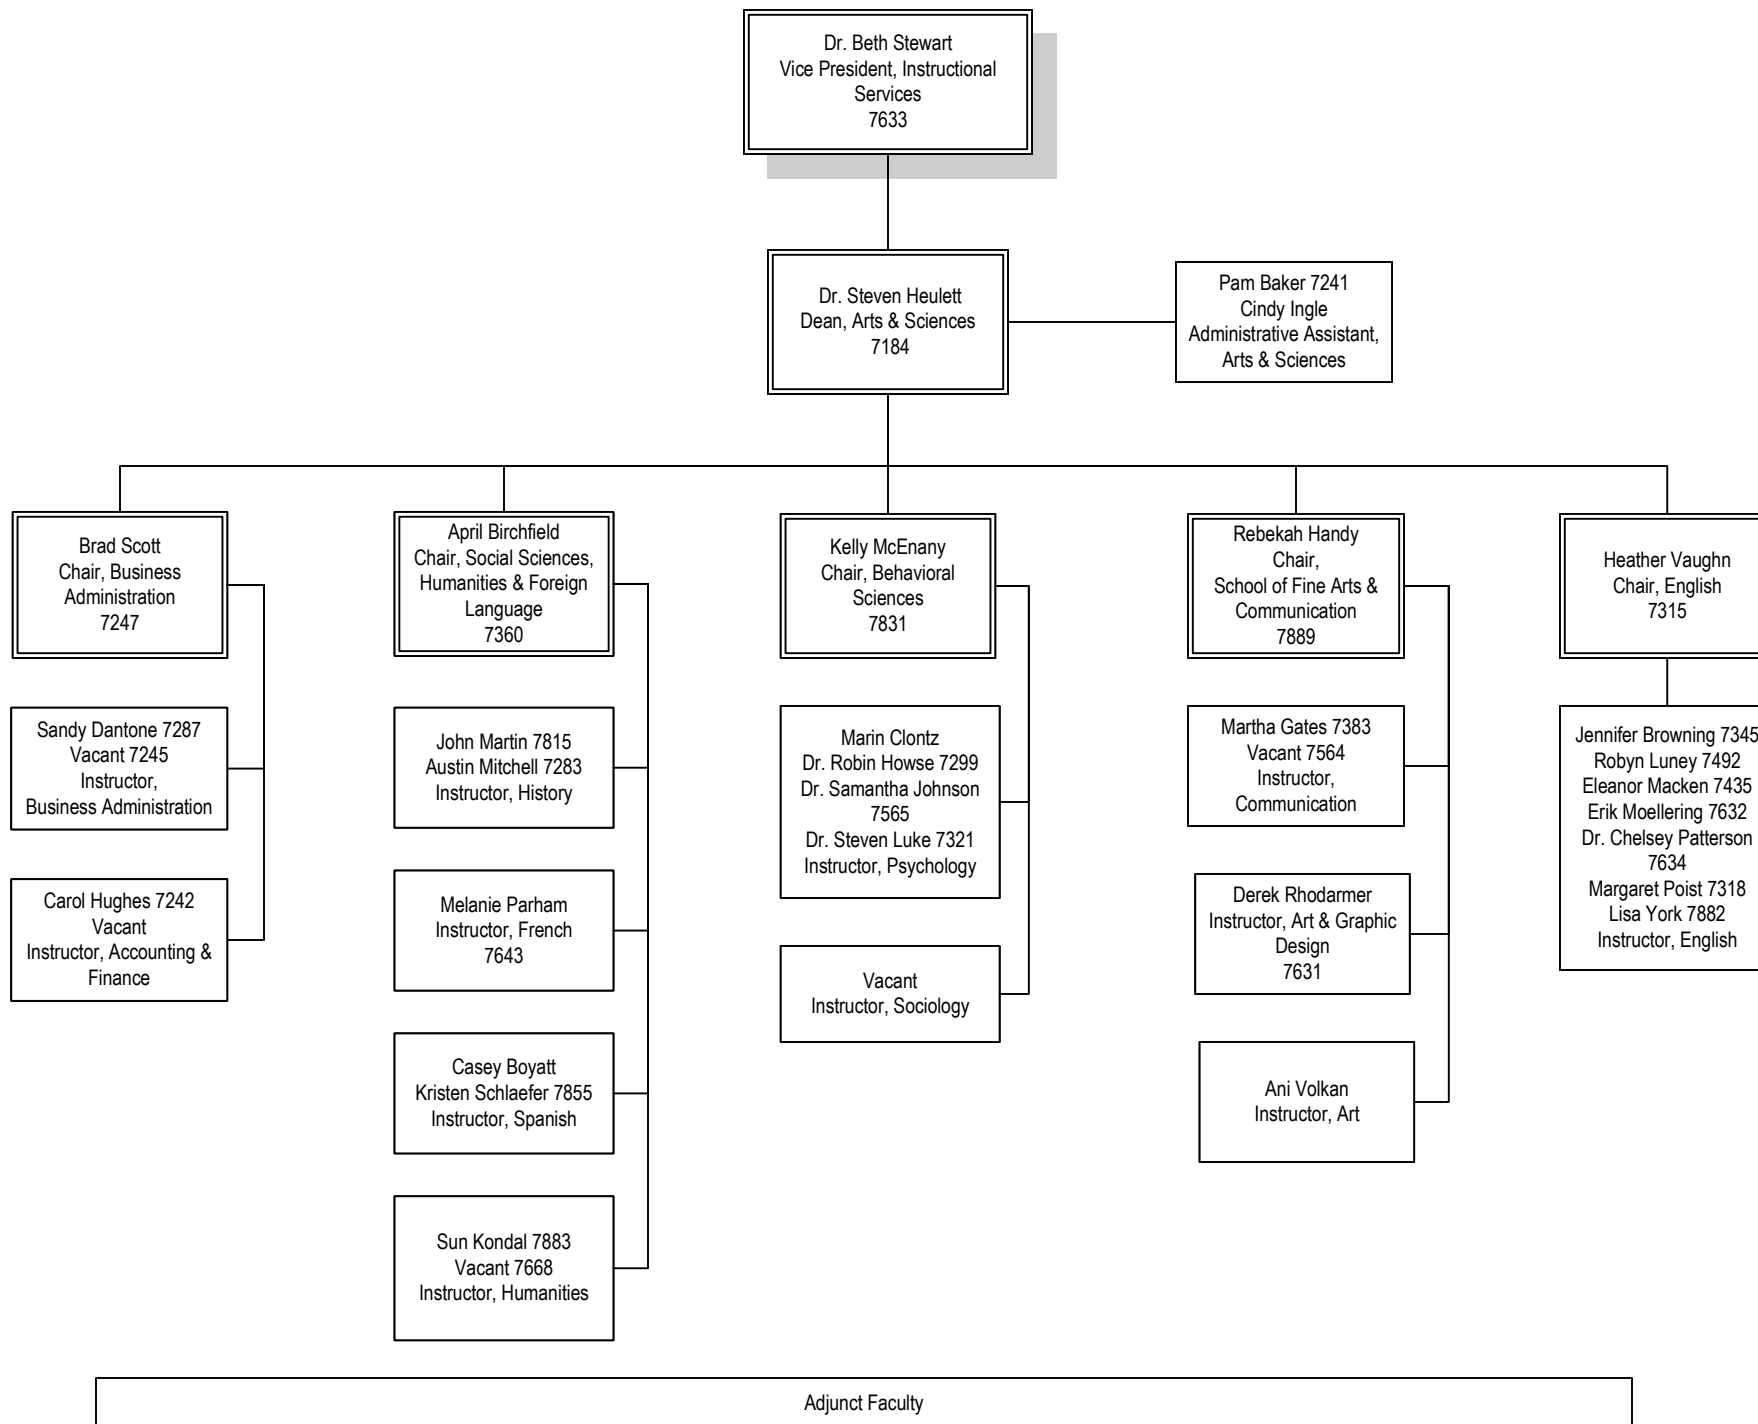 Dr. Beth Stewart
Vice President, Instructional
Services
7633
Dr. Steven Heulett
Dean, Arts & Sciences
7184
Pam Baker 7241
Cindy Ingle
Administrative Assistant,
Arts & Sciences
Brad Scott
Chair, Business
Administration
7247
Sandy Dantone 7287
Vacant 7245
Instructor,
Business Administration
Carol Hughes 7242
Vacant
Instructor, Accounting &
Finance
April Birchfield
Chair, Social Sciences,
Humanities & Foreign
Language
7360
John Martin 7815
Austin Mitchell 7283
Instructor, History
Melanie Parham
Instructor, French
7643
Casey Boyatt
Kristen Schlaefer 7855
Instructor, Spanish
Sun Kondal 7883
Vacant 7668
Instructor, Humanities
Kelly McEnany
Chair, Behavioral
Sciences
7831
Marin Clontz
Dr. Robin Howse 7299
Dr. Samantha Johnson
7565
Dr. Steven Luke 7321
Instructor, Psychology
Vacant
Instructor, Sociology
Rebekah Handy
Chair,
School of Fine Arts &
Communication
7889
Martha Gates 7383
Vacant 7564
Instructor,
Communication
Derek Rhodarmer
Instructor, Art & Graphic
Design
7631
Ani Volkan
Instructor, Art
Heather Vaughn
Chair, English
7315
Jennifer Browning 7345
Robyn Luney 7492
Eleanor Macken 7435
Erik Moellering 7632
Dr. Chelsey Patterson
7634
Margaret Poist 7318
Lisa York 7882
Instructor, English
Adjunct Faculty